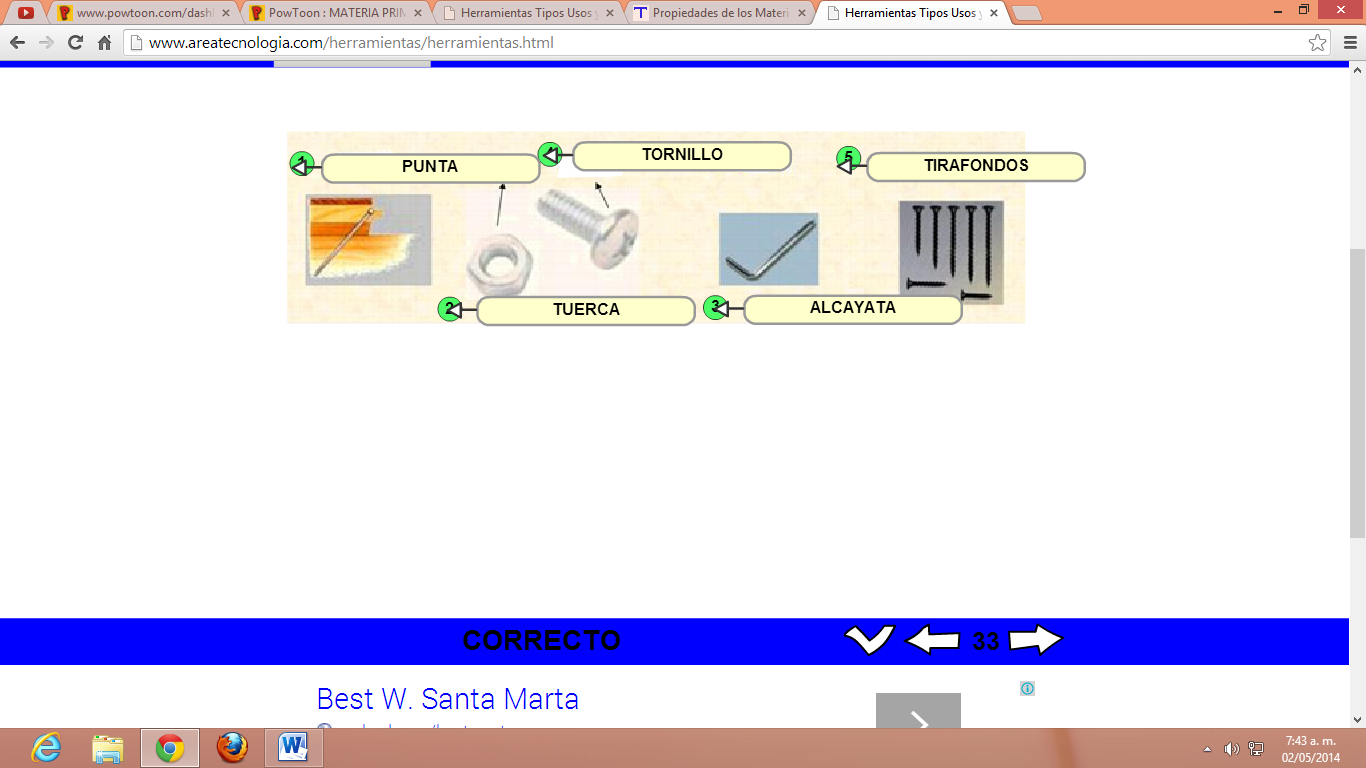 www.powtoon.com/dashl
PowToon : MATERIA PRIM
Herramientas Tipos Usos y
Propiedades de los Materi
Herramientas Tipos Usos y
www.areatecnologia.com/herramientas/herramientas.html
1 PUNTA
4 TORNILLO
5 TIRAFONDOS
2 TUERCA
3 ALCAYATA
CORRECTO
33
Best W. Santa Marta
7:43 a. m.
02/05/2014